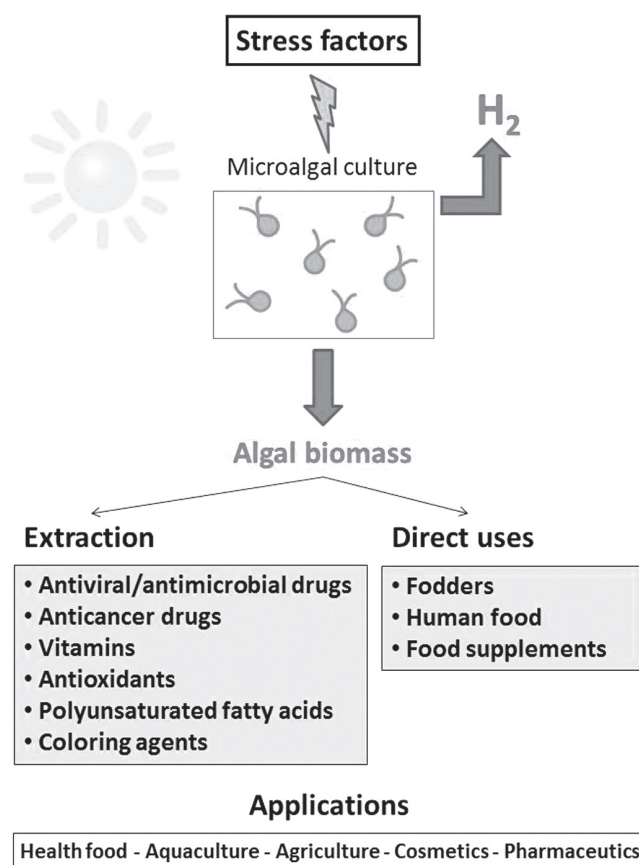 Stress factors
H₂
Microalgal culture
Algal biomass
Extraction
• Antiviral/antimicrobial drugs
• Anticancer drugs
• Vitamins
• Antioxidants
• Polyunsaturated fatty acids
• Coloring agents
Direct uses
• Fodders
• Human food
• Food supplements
Applications
Health food - Aquaculture - Agriculture - Cosmetics - Pharmaceutics